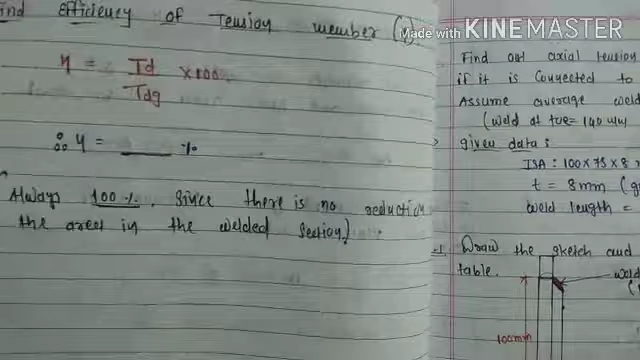 Find efficiency of Tension member (η)
Made with KINEMASTER
η = Td × 100
Tdg
∴ η = ____ %
Always 100 %, Since there is no reduction
the area in the welded Section)
Find out axial tension
if it is connected to
Assume average weld
(weld at toe = 140 mm
given data :
ISA : 100 × 75 × 8
t = 8mm
weld length =
Draw the sketch and
table.
100mm